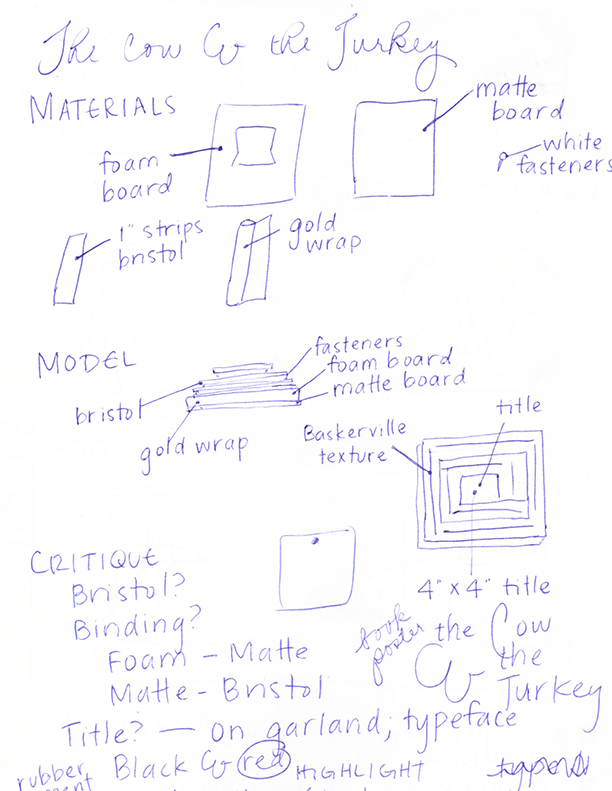 The Cow & the Turkey
MATERIALS
foam
board
matte
board
white
fasteners
1" strips
bristol
gold
wrap
MODEL
fasteners
foam board
matte board
bristol
gold wrap
Baskerville
texture
title
4" x 4" title
CRITIQUE
Bristol?
Binding?
Foam - Matte
Matte - Bristol
book
poster
the Cow
& the
Turkey
Title? — on garland; typeface
rubber
Black & red HIGHLIGHT